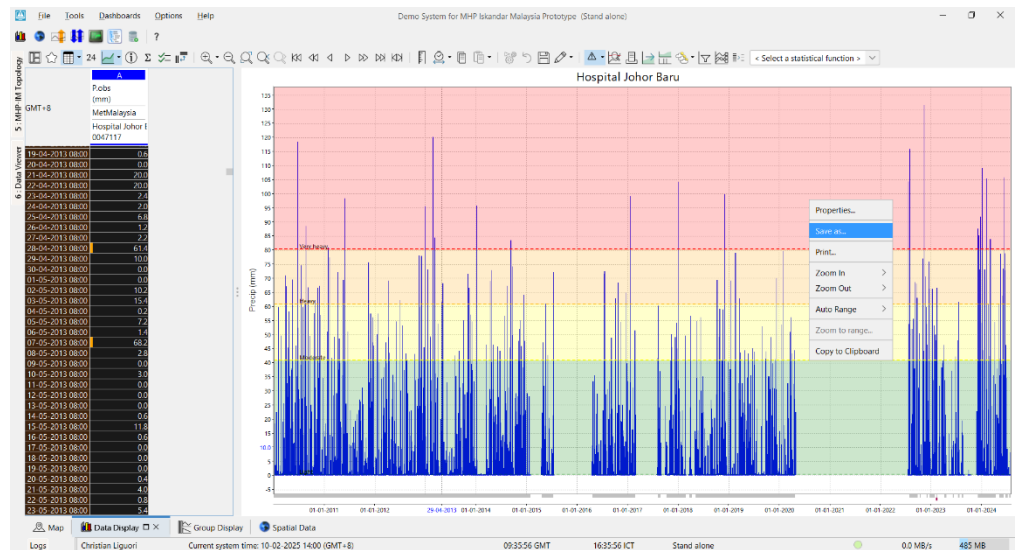 File Tools Dashboards Options Help
Demo System for MHP Iskandar Malaysia Prototype (Stand alone)
?
24 Σ < Select a statistical function >
5 : MHP-IM Topology
6 : Data Viewer
GMT+8
A
P.obs
(mm)
MetMalaysia
Hospital Johor B
0047117
19-04-2013 08:00 0.6
20-04-2013 08:00 0.0
21-04-2013 08:00 20.0
22-04-2013 08:00 20.0
23-04-2013 08:00 2.4
24-04-2013 08:00 2.0
25-04-2013 08:00 6.8
26-04-2013 08:00 1.2
27-04-2013 08:00 2.2
28-04-2013 08:00 61.4
29-04-2013 08:00 10.0
30-04-2013 08:00 0.0
01-05-2013 08:00 0.0
02-05-2013 08:00 10.2
03-05-2013 08:00 15.4
04-05-2013 08:00 0.2
05-05-2013 08:00 7.2
06-05-2013 08:00 1.4
07-05-2013 08:00 68.2
08-05-2013 08:00 2.8
09-05-2013 08:00 0.0
10-05-2013 08:00 3.0
11-05-2013 08:00 0.0
12-05-2013 08:00 0.0
13-05-2013 08:00 0.0
14-05-2013 08:00 0.6
15-05-2013 08:00 11.8
16-05-2013 08:00 0.6
17-05-2013 08:00 0.0
18-05-2013 08:00 0.0
19-05-2013 08:00 0.0
20-05-2013 08:00 0.4
21-05-2013 08:00 4.0
22-05-2013 08:00 0.8
23-05-2013 08:00 5.4
Hospital Johor Baru
Precip (mm)
135
130
125
120
115
110
105
100
95
90
85
80
75
70
65
60
55
50
45
40
35
30
25
20
15
10.0
5
0
-5
Very heavy
Heavy
Moderate
01-01-2011 01-01-2012 29-04-2013 01-01-2014 01-01-2015 01-01-2016 01-01-2017 01-01-2018 01-01-2019 01-01-2020 01-01-2021 01-01-2022 01-01-2023 01-01-2024
Properties...
Save as...
Print...
Zoom In
Zoom Out
Auto Range
Zoom to range...
Copy to Clipboard
Map Data Display Group Display Spatial Data
Logs Christian Liguori Current system time: 10-02-2025 14:00 (GMT+8) 09:35:56 GMT 16:35:56 ICT Stand alone 0.0 MB/s 485 MB